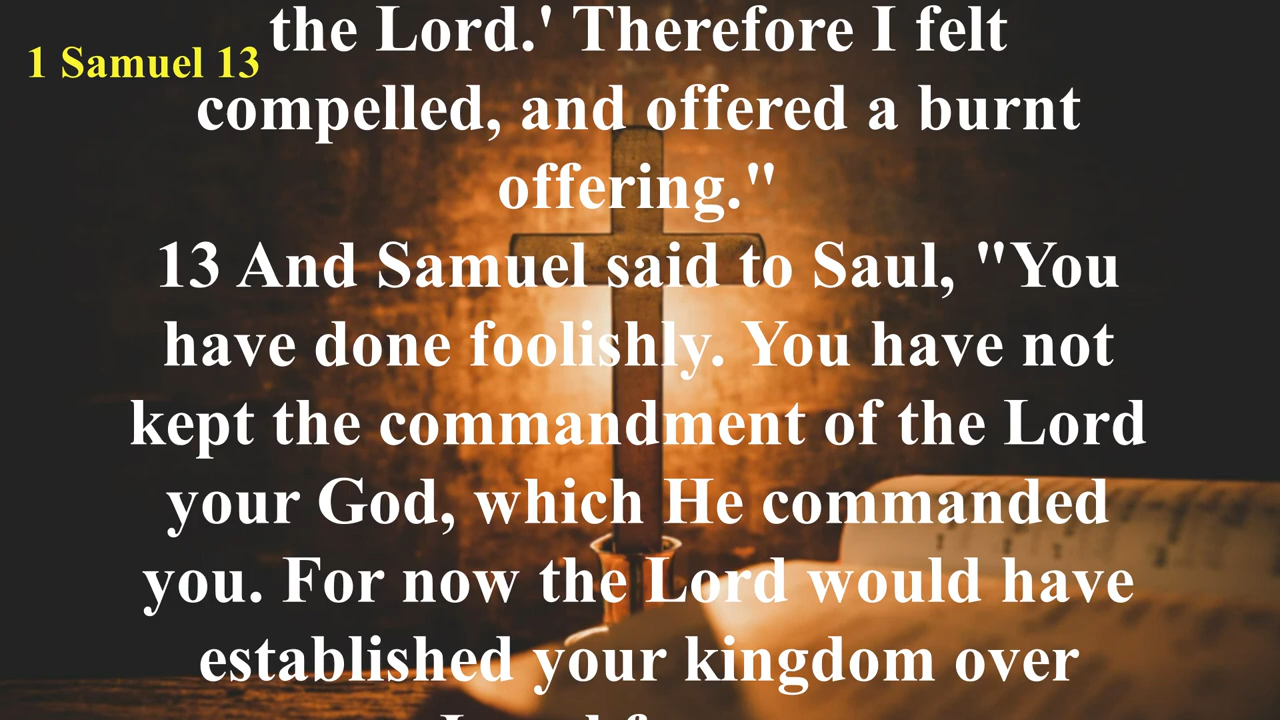 1 Samuel 13
the Lord.' Therefore I felt
compelled, and offered a burnt
offering."
13 And Samuel said to Saul, "You
have done foolishly. You have not
kept the commandment of the Lord
your God, which He commanded
you. For now the Lord would have
established your kingdom over